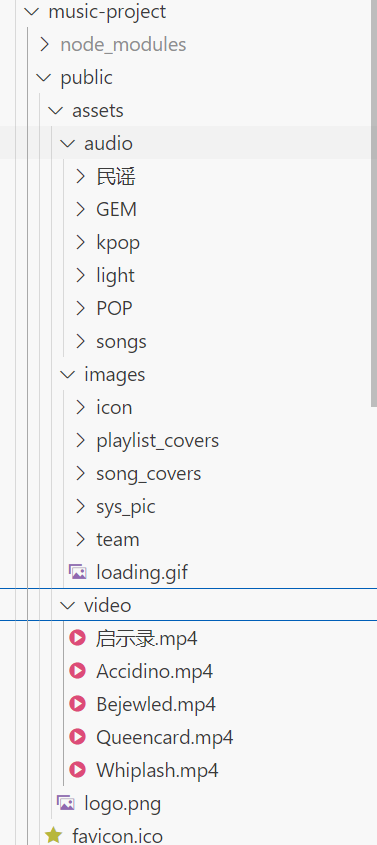 music-project
node_modules
public
assets
audio
民谣
GEM
kpop
light
POP
songs
images
icon
playlist_covers
song_covers
sys_pic
team
loading.gif
video
启示录.mp4
Accidino.mp4
Bejewled.mp4
Queencard.mp4
Whiplash.mp4
logo.png
favicon.ico